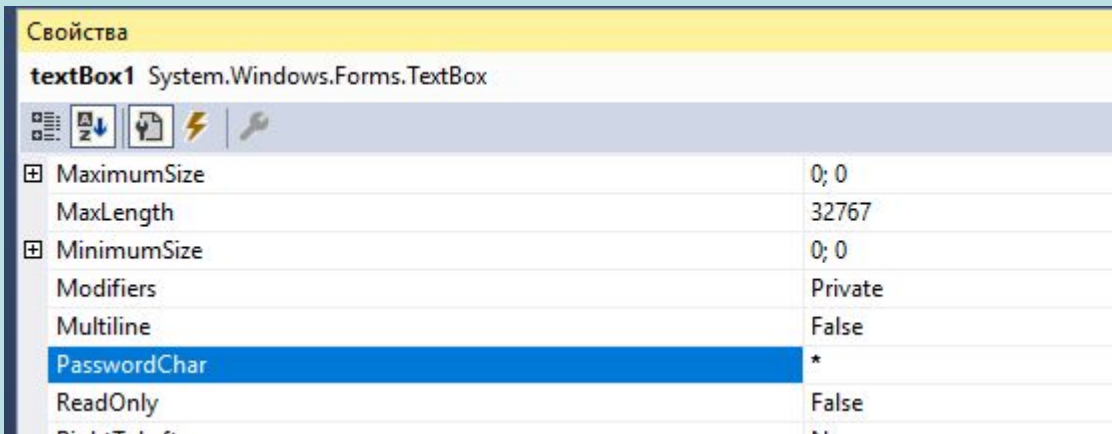 Свойства
textBox1 System.Windows.Forms.TextBox
MaximumSize 0; 0
MaxLength 32767
MinimumSize 0; 0
Modifiers Private
Multiline False
PasswordChar *
ReadOnly False